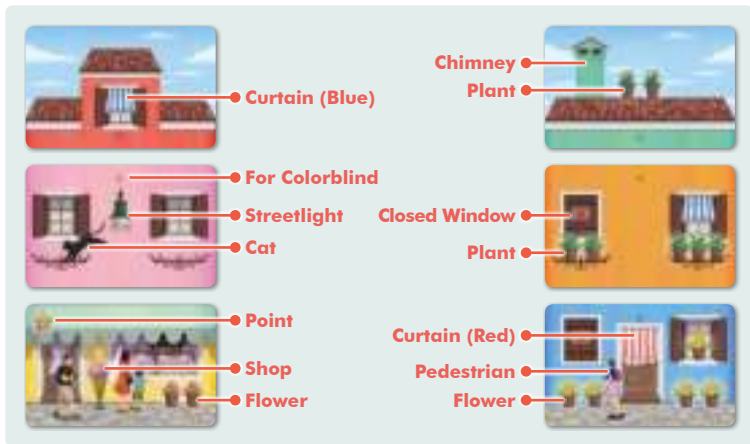 Curtain (Blue)
Chimney
Plant
For Colorblind
Streetlight
Cat
Closed Window
Plant
Point
Shop
Flower
Curtain (Red)
Pedestrian
Flower